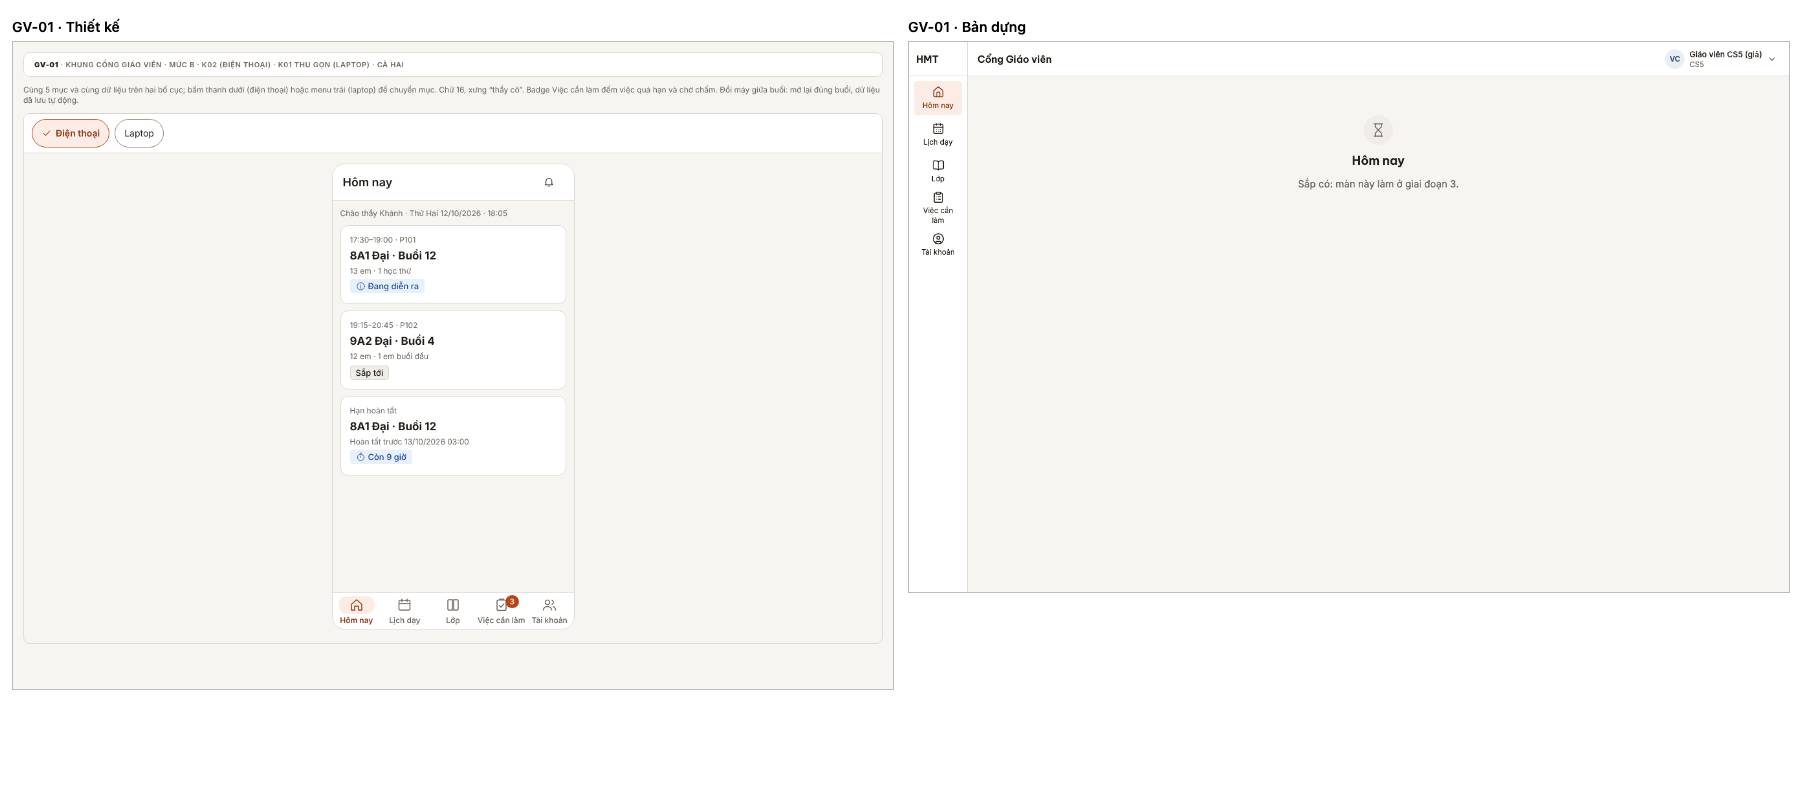 GV-01 · Thiết kế
GV-01 · KHUNG CỔNG GIÁO VIÊN · MỨC B · K02 (ĐIỆN THOẠI) · K01 THU GỌN (LAPTOP) · CA HAI
Cùng 5 mục và cùng dữ liệu trên hai bố cục; bấm thanh dưới (điện thoại) hoặc menu trái (laptop) để chuyển mục. Chữ 16, xưng "thầy cô". Badge Việc cần làm đếm việc quá hạn và chờ chấm. Đổi máy giữa buổi: mở lại đúng buổi, dữ liệu
đã lưu tự động.
Điện thoại
Laptop
Hôm nay
Chào thầy Khánh · Thứ Hai 12/10/2026 · 18:05
17:30–19:00 · P101
8A1 Đại · Buổi 12
13 em · 1 học thử
Đang diễn ra
19:15–20:45 · P102
9A2 Đại · Buổi 4
12 em · 1 em buổi đầu
Sắp tới
Hạn hoàn tất
8A1 Đại · Buổi 12
Hoàn tất trước 13/10/2026 03:00
Còn 9 giờ
3
Hôm nay
Lịch dạy
Lớp
Việc cần làm
Tài khoản
GV-01 · Bản dựng
HMT
Cổng Giáo viên
VC
Giáo viên CS5 (giả)
CS5
Hôm nay
Lịch dạy
Lớp
Việc cần
làm
Tài khoản
Hôm nay
Sắp có: màn này làm ở giai đoạn 3.